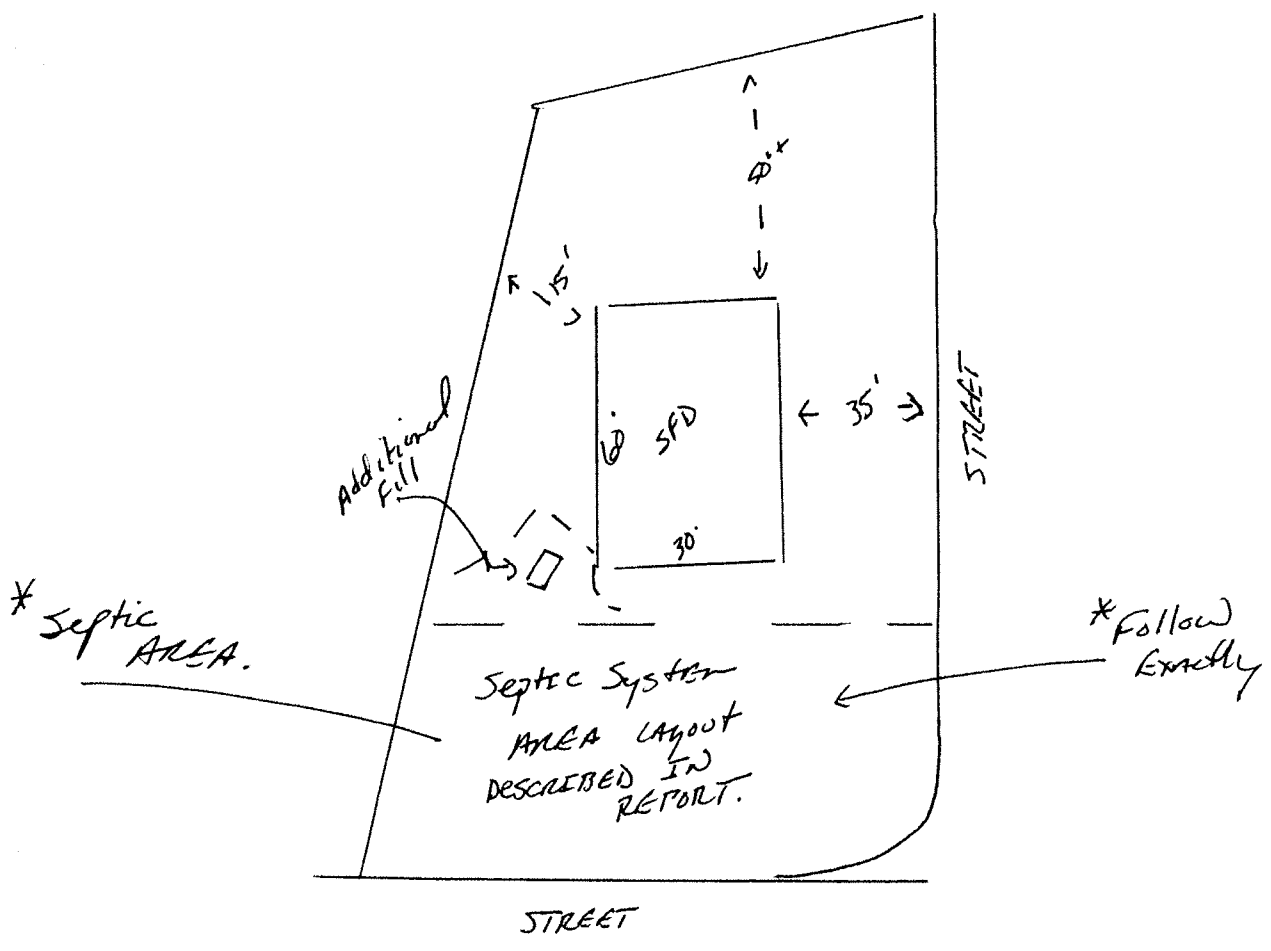 15'
← 35' →
STREET
60'
SFD
30'
Additional
Fill
* Septic
AREA.
* Follow
Exactly
Septic System
AREA LAYOUT
DESCRIBED IN
REPORT.
STREET